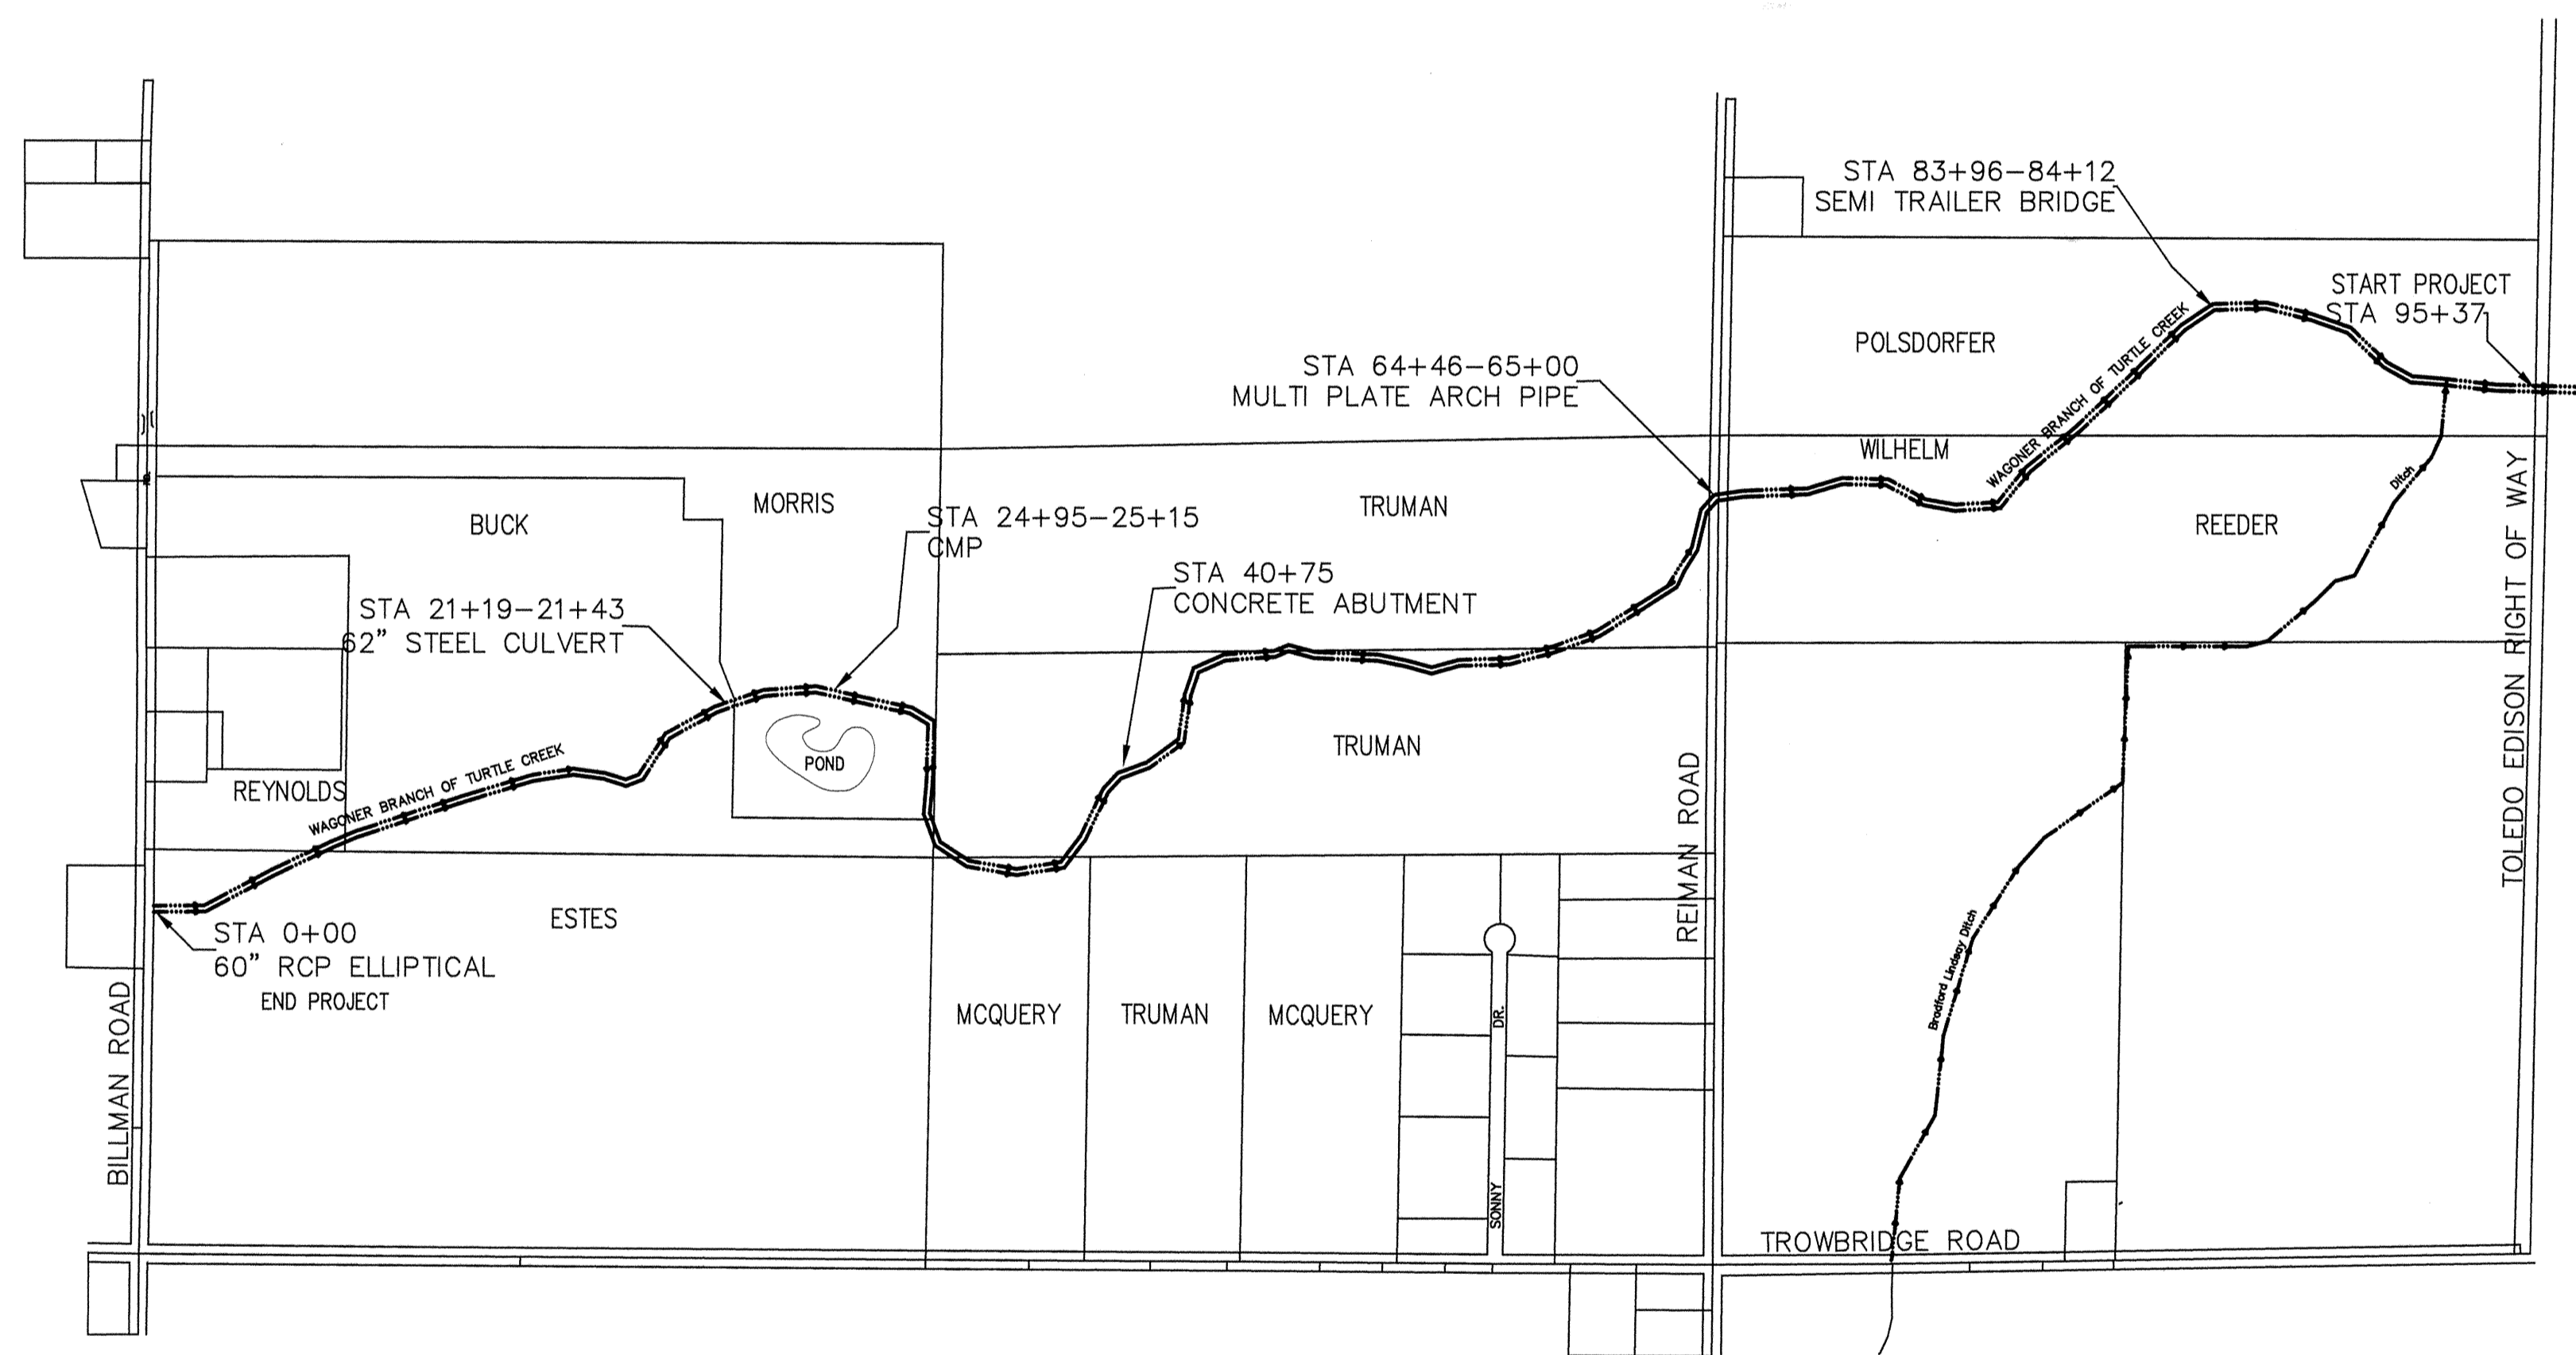 STA 83+96-84+12
SEMI TRAILER BRIDGE
START PROJECT
STA 95+37
POLSDORFER
WAGONER BRANCH OF TURTLE CREEK
STA 64+46-65+00
MULTI PLATE ARCH PIPE
WILHELM
Ditch
REEDER
TOLEDO EDISON RIGHT OF WAY
MORRIS
TRUMAN
BUCK
STA 24+95-25+15
CMP
STA 40+75
CONCRETE ABUTMENT
STA 21+19-21+43
62" STEEL CULVERT
TRUMAN
POND
REYNOLDS
WAGONER BRANCH OF TURTLE CREEK
REIMAN ROAD
ESTES
STA 0+00
60" RCP ELLIPTICAL
END PROJECT
BILLMAN ROAD
MCQUERY
TRUMAN
MCQUERY
SONNY DR.
Bradford Lindsay Ditch
TROWBRIDGE ROAD